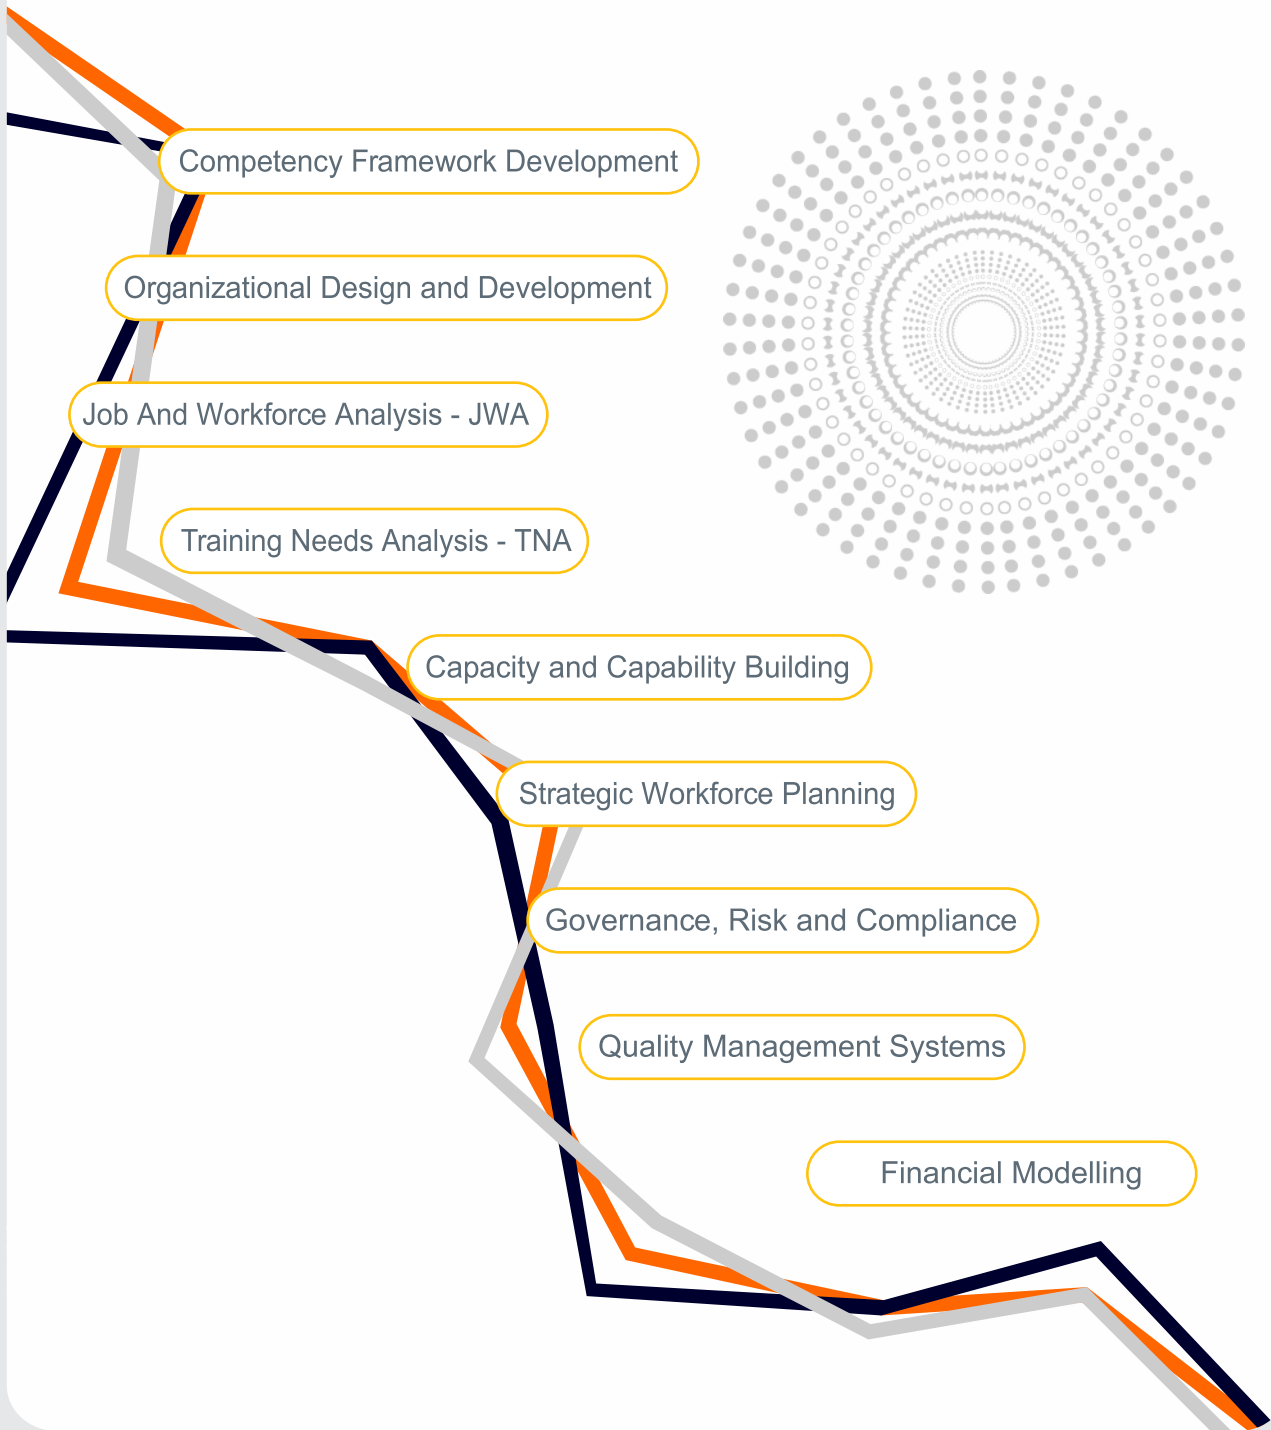 Competency Framework Development
Organizational Design and Development
Job And Workforce Analysis - JWA
Training Needs Analysis - TNA
Capacity and Capability Building
Strategic Workforce Planning
Governance, Risk and Compliance
Quality Management Systems
Financial Modelling